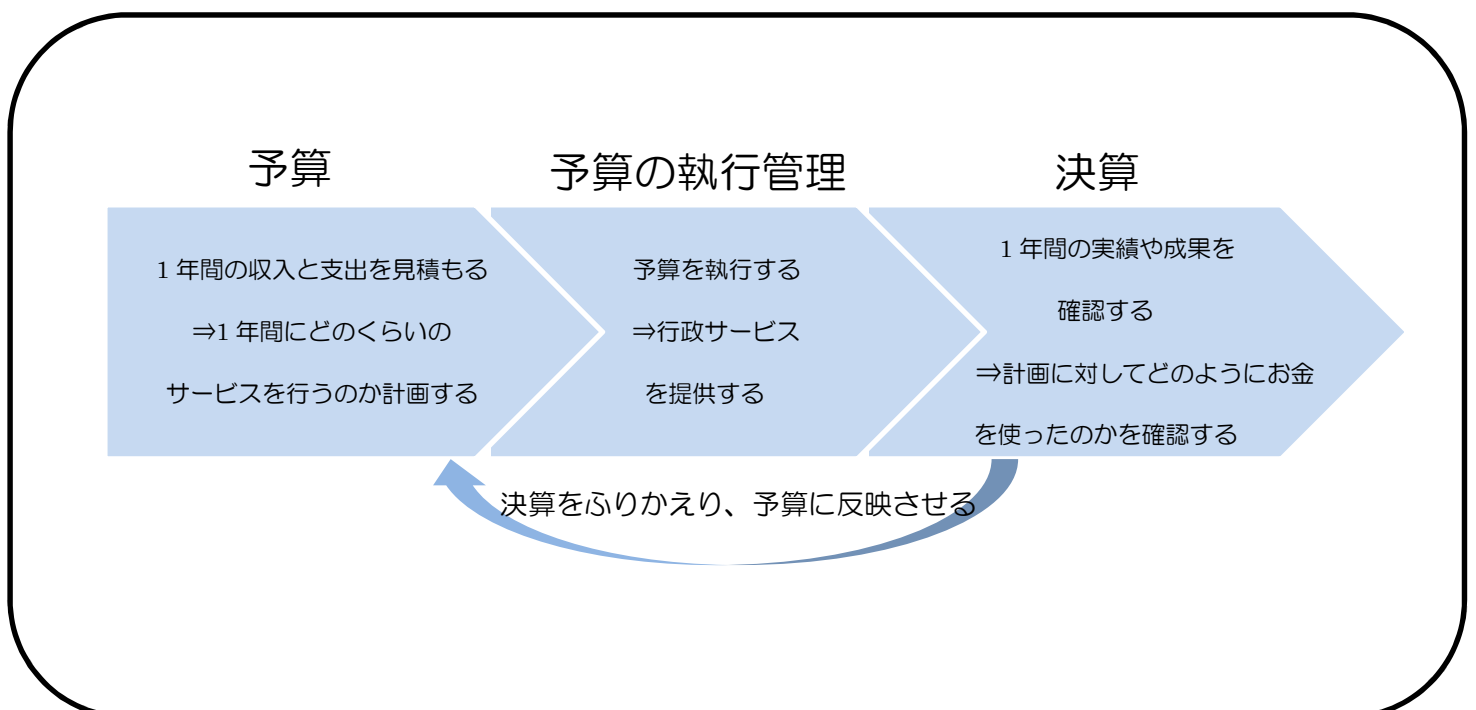 予算
1年間の収入と支出を見積もる
⇒1年間にどのくらいの
サービスを行うのか計画する
予算の執行管理
予算を執行する
⇒行政サービス
を提供する
決算
1年間の実績や成果を
確認する
⇒計画に対してどのようにお金
を使ったのかを確認する
決算をふりかえり、予算に反映させる